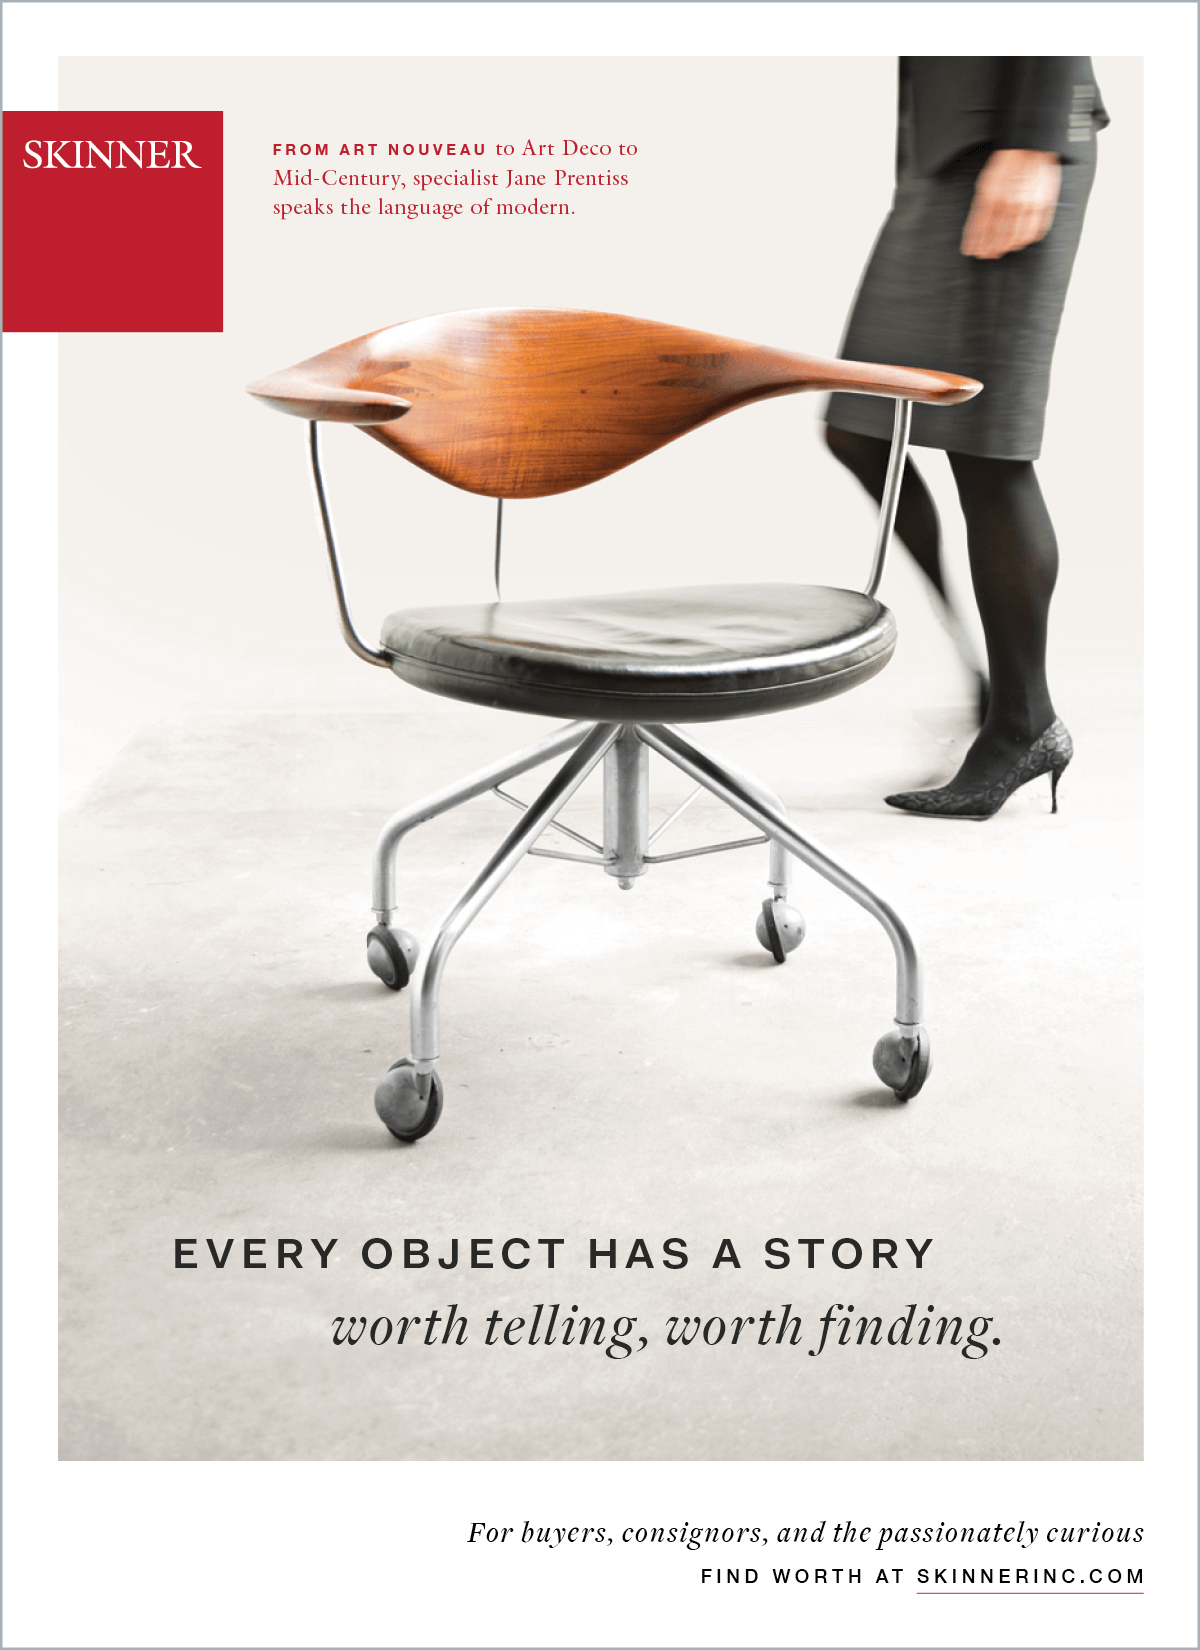 SKINNER
FROM ART NOUVEAU to Art Deco to
Mid-Century, specialist Jane Prentiss
speaks the language of modern.
EVERY OBJECT HAS A STORY
worth telling, worth finding.
For buyers, consignors, and the passionately curious
FIND WORTH AT SKINNERINC.COM